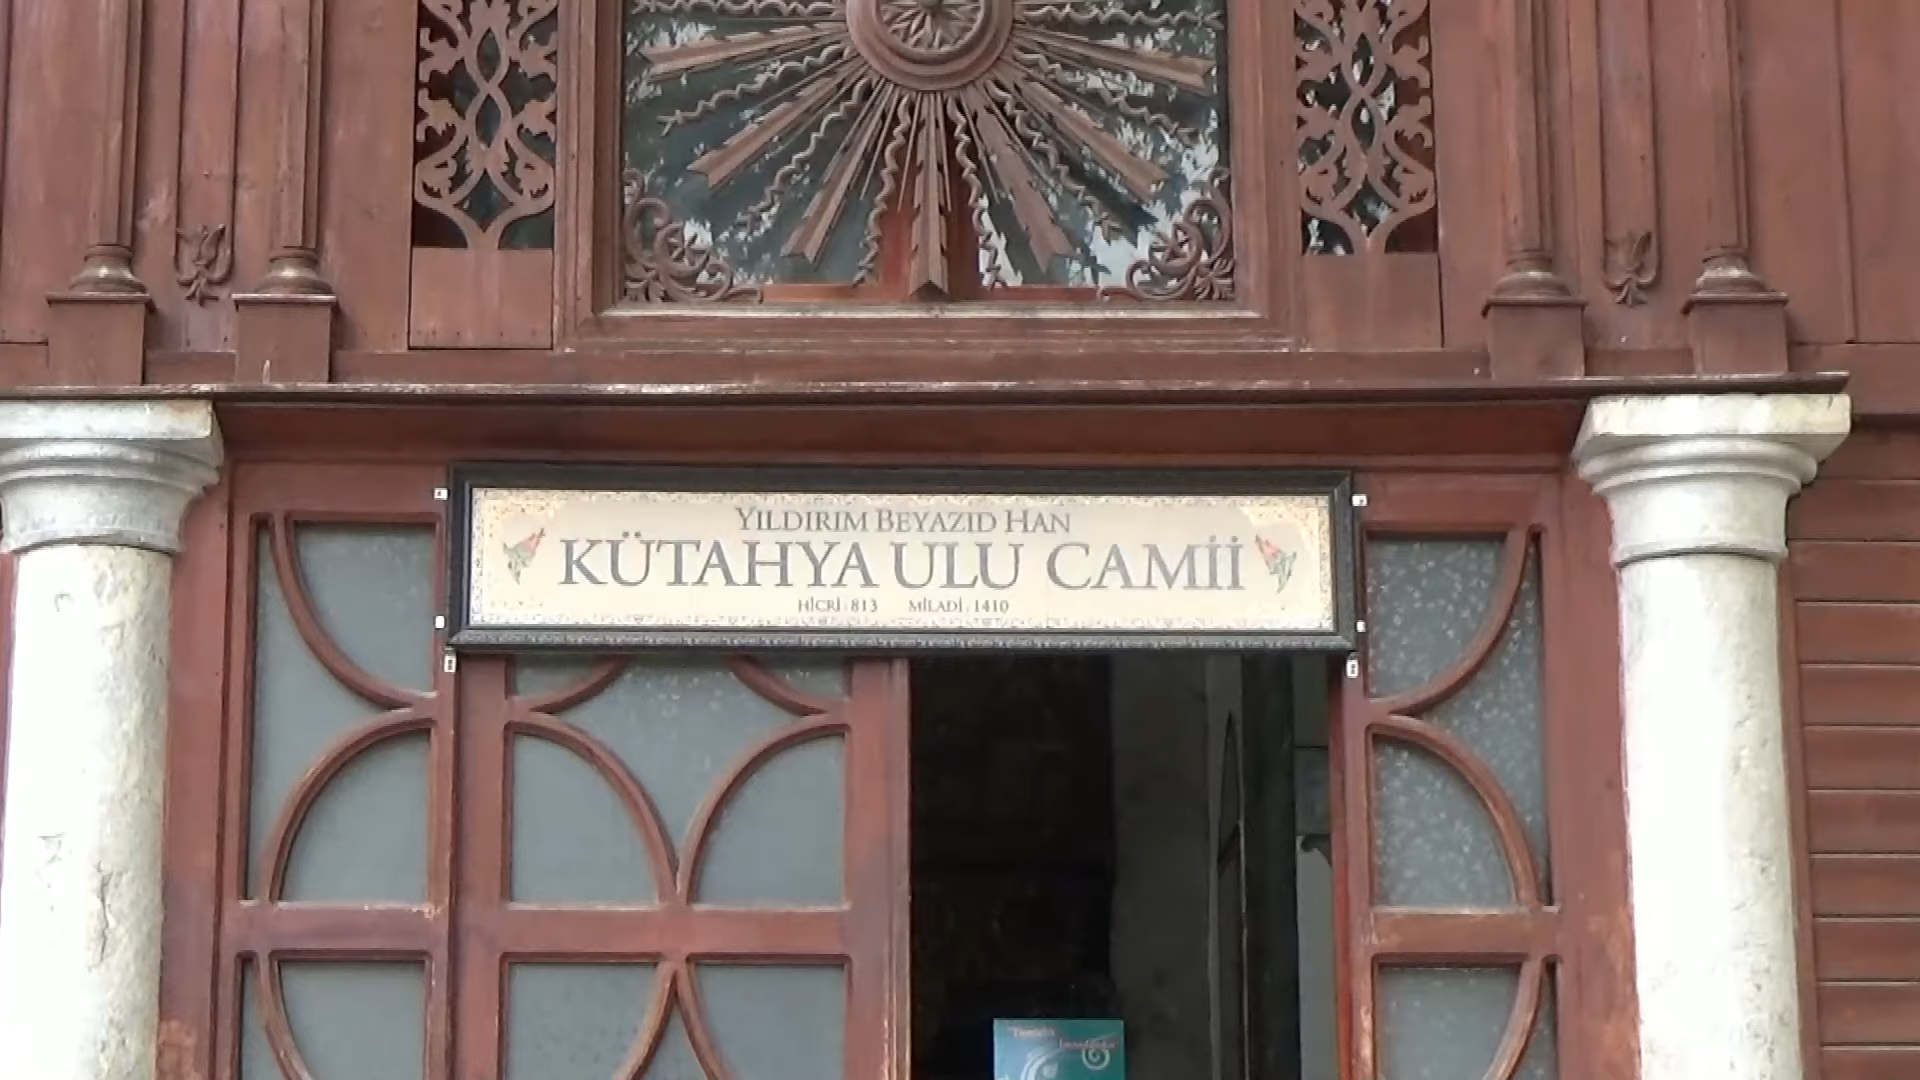 YILDIRIM BEYAZID HAN
KÜTAHYA ULU CAMİİ
HİCRİ : 813 MİLADİ : 1410